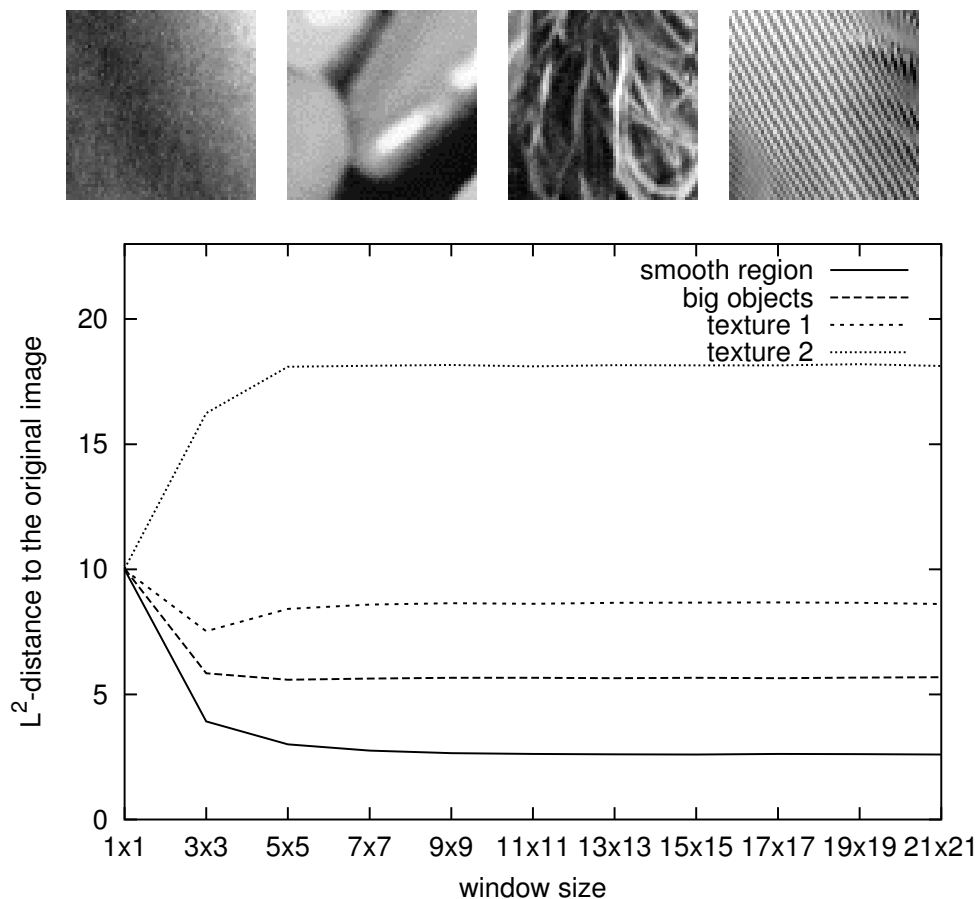 smooth region
big objects
texture 1
texture 2
20
15
10
5
0
L²-distance to the original image
1x1 3x3 5x5 7x7 9x9 11x11 13x13 15x15 17x17 19x19 21x21
window size